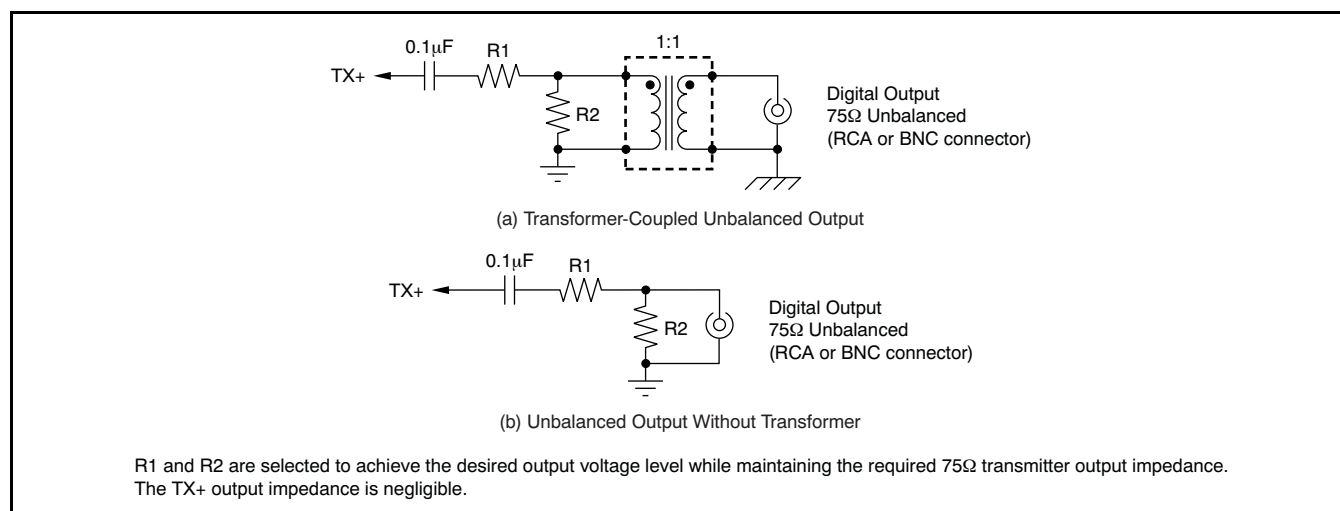 1:1
0.1μF
R1
TX+
R2
Digital Output
75Ω Unbalanced
(RCA or BNC connector)
(a) Transformer-Coupled Unbalanced Output
0.1μF
R1
TX+
R2
Digital Output
75Ω Unbalanced
(RCA or BNC connector)
(b) Unbalanced Output Without Transformer
R1 and R2 are selected to achieve the desired output voltage level while maintaining the required 75Ω transmitter output impedance.
The TX+ output impedance is negligible.